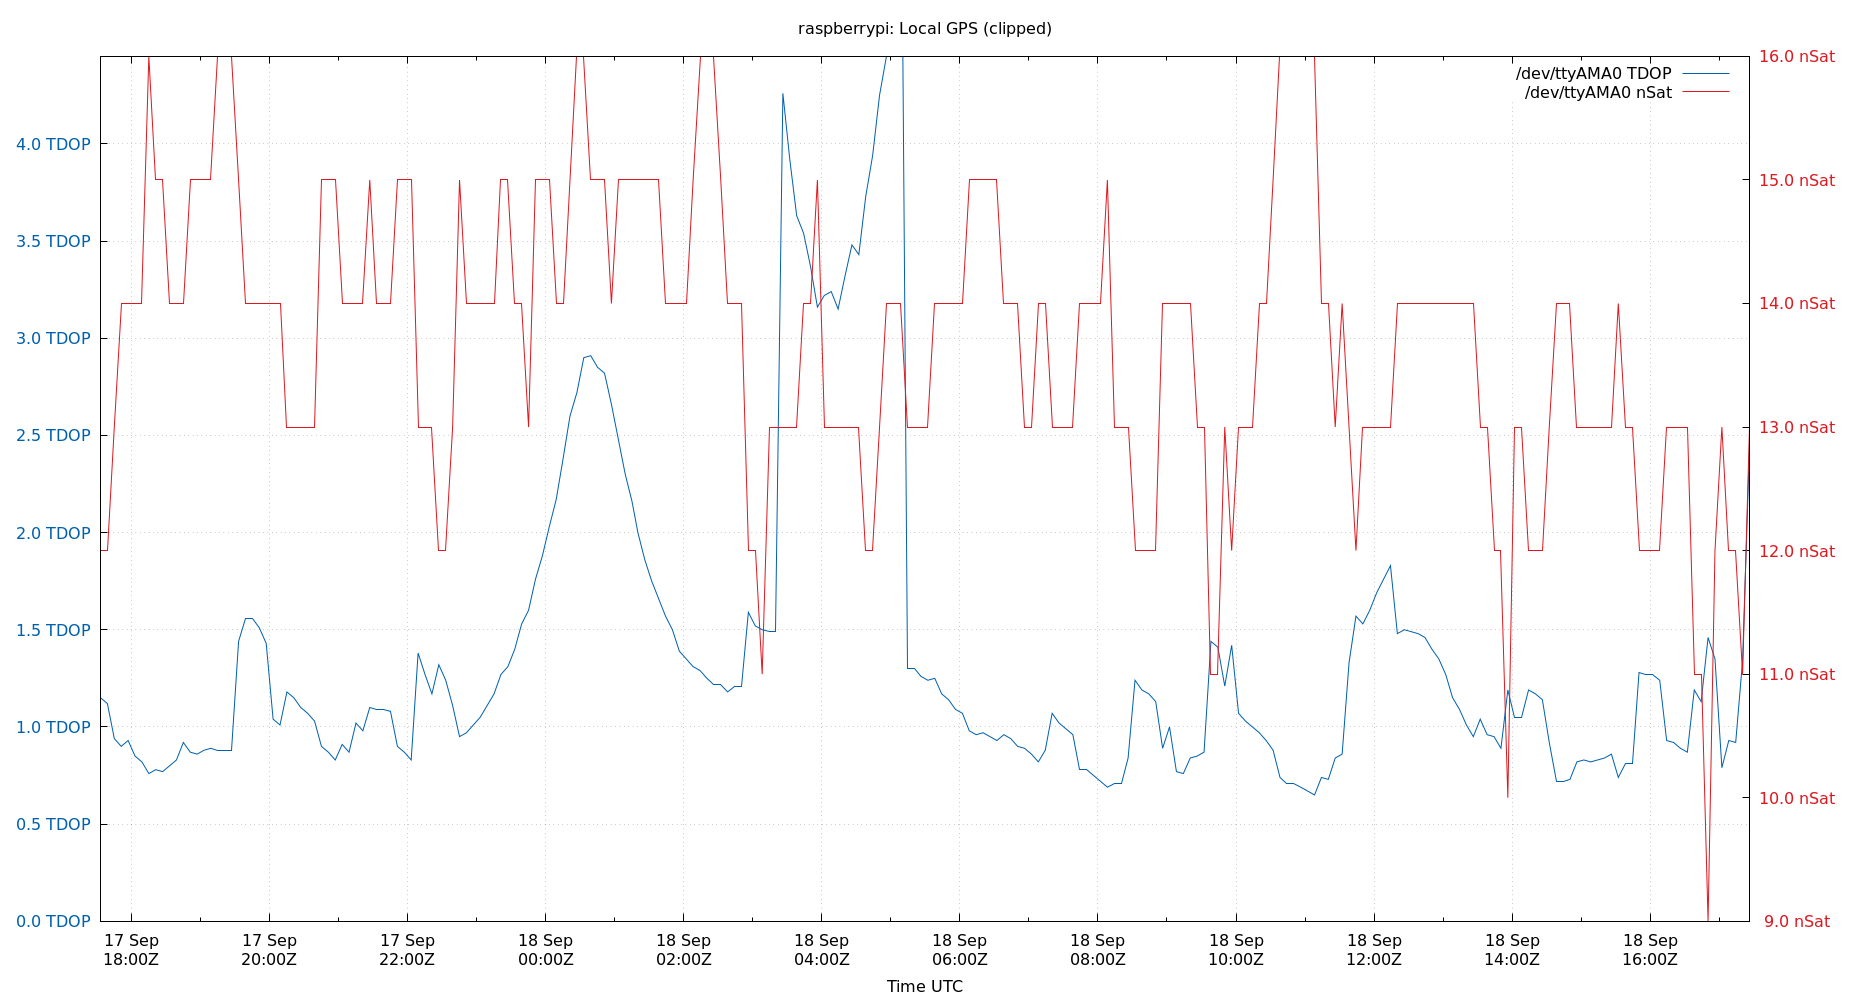 raspberrypi: Local GPS (clipped)
/dev/ttyAMA0 TDOP
/dev/ttyAMA0 nSat
4.0 TDOP
3.5 TDOP
3.0 TDOP
2.5 TDOP
2.0 TDOP
1.5 TDOP
1.0 TDOP
0.5 TDOP
0.0 TDOP
16.0 nSat
15.0 nSat
14.0 nSat
13.0 nSat
12.0 nSat
11.0 nSat
10.0 nSat
9.0 nSat
17 Sep
18:00Z
17 Sep
20:00Z
17 Sep
22:00Z
18 Sep
00:00Z
18 Sep
02:00Z
18 Sep
04:00Z
18 Sep
06:00Z
18 Sep
08:00Z
18 Sep
10:00Z
18 Sep
12:00Z
18 Sep
14:00Z
18 Sep
16:00Z
Time UTC